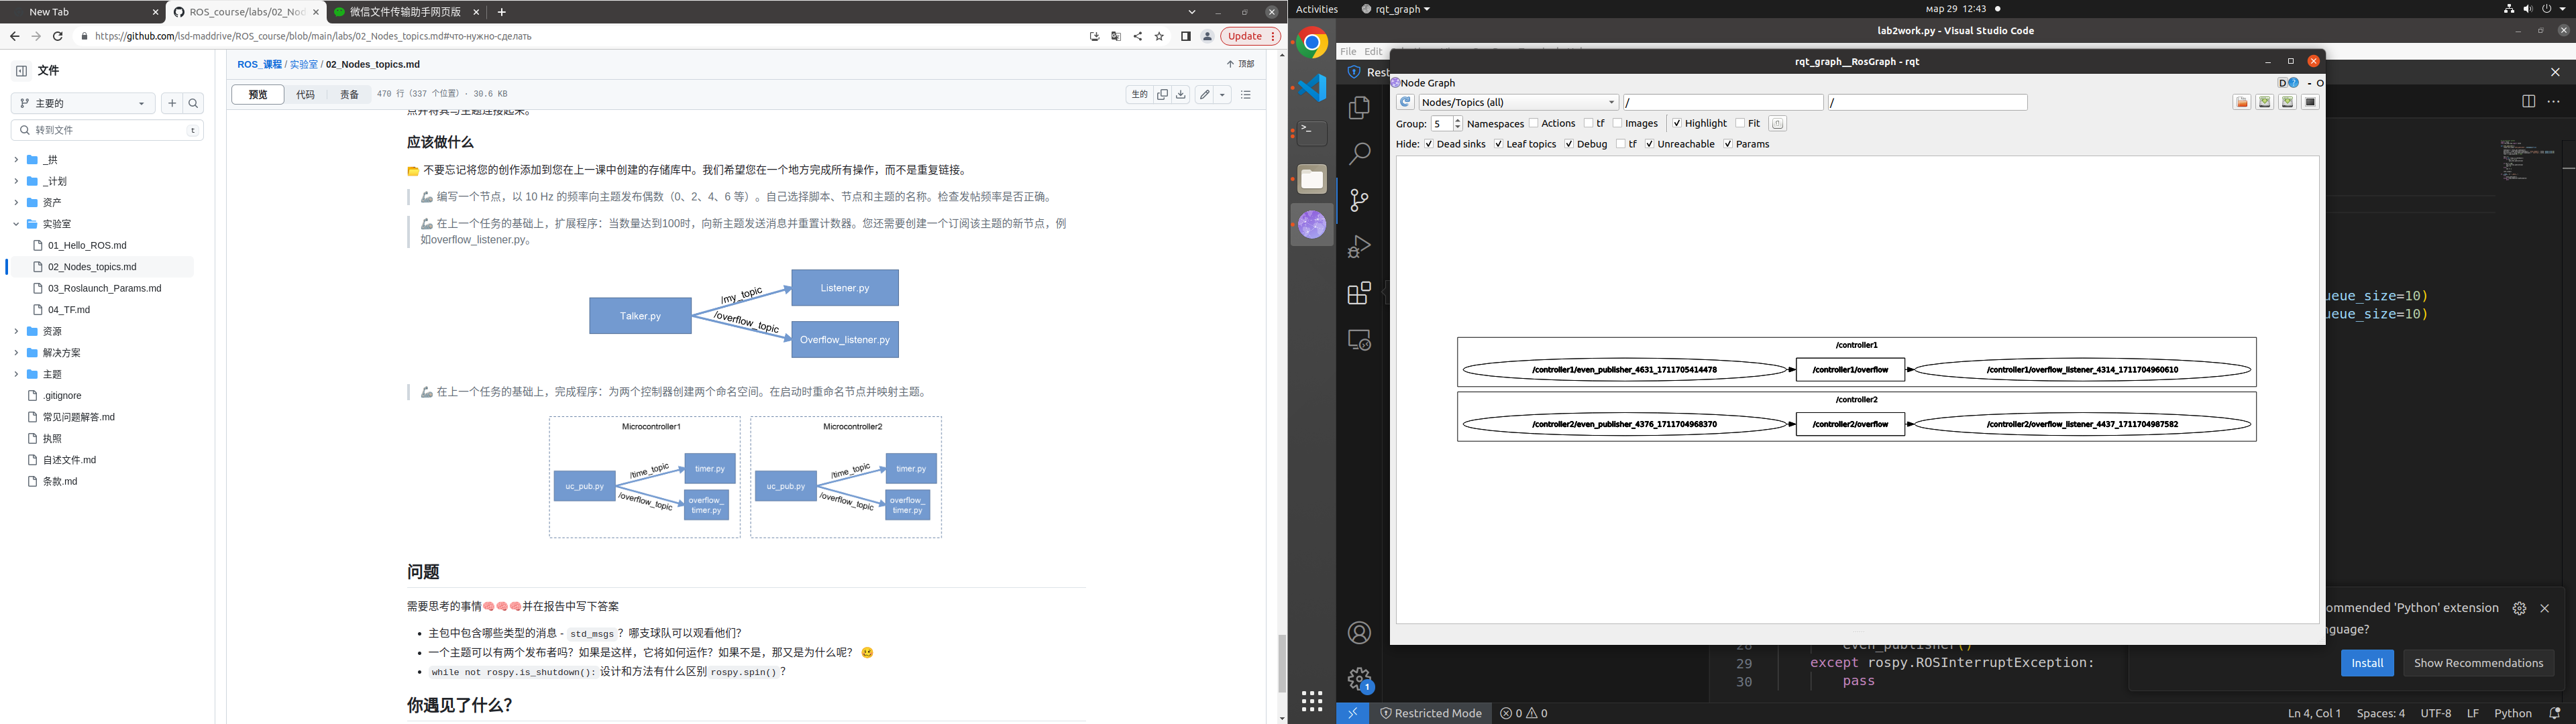 New Tab
ROS_course/labs/02_Nod
微信文件传输助手网页版
https://github.com/lsd-maddrive/ROS_course/blob/main/labs/02_Nodes_topics.md#что-нужно-сделать
Update
文件
主要的
转到文件
t
_拱
_计划
资产
实验室
01_Hello_ROS.md
02_Nodes_topics.md
03_Roslaunch_Params.md
04_TF.md
资源
解决方案
主题
.gitignore
常见问题解答.md
执照
自述文件.md
条款.md
ROS_课程 / 实验室 / 02_Nodes_topics.md
顶部
预览 代码 责备 470 行（337 个位置）· 30.6 KB
生的
点并将其与主题连接起来。
应该做什么
不要忘记将您的创作添加到您在上一课中创建的存储库中。我们希望您在一个地方完成所有操作，而不是重复链接。
🦾 编写一个节点，以 10 Hz 的频率向主题发布偶数（0、2、4、6 等）。自己选择脚本、节点和主题的名称。检查发帖频率是否正确。
🦾 在上一个任务的基础上，扩展程序：当数量达到100时，向新主题发送消息并重置计数器。您还需要创建一个订阅该主题的新节点，例
如overflow_listener.py。
Talker.py
/my_topic
/overflow_topic
Listener.py
Overflow_listener.py
🦾 在上一个任务的基础上，完成程序：为两个控制器创建两个命名空间。在启动时重命名节点并映射主题。
Microcontroller1
uc_pub.py
/time_topic
/overflow_topic
timer.py
overflow_
timer.py
Microcontroller2
uc_pub.py
/time_topic
/overflow_topic
timer.py
overflow_
timer.py
问题
需要思考的事情🧠🧠🧠并在报告中写下答案
• 主包中包含哪些类型的消息 - std_msgs？哪支球队可以观看他们？
• 一个主题可以有两个发布者吗？如果是这样，它将如何运作？如果不是，那又是为什么呢？
• while not rospy.is_shutdown(): 设计和方法有什么区别 rospy.spin()？
你遇见了什么？
Activities
rqt_graph
мар 29 12:43
lab2work.py - Visual Studio Code
File Edit
Rest
rqt_graph__RosGraph - rqt
Node Graph
D
- O
Nodes/Topics (all)
/
/
Group: 5 Namespaces Actions tf Images Highlight Fit
Hide: Dead sinks Leaf topics Debug tf Unreachable Params
/controller1
/controller1/even_publisher_4631_1711705414478
/controller1/overflow
/controller1/overflow_listener_4314_1711704960610
/controller2
/controller2/even_publisher_4376_1711704968370
/controller2/overflow
/controller2/overflow_listener_4437_1711704987582
ueue_size=10)
ueue_size=10)
ommended 'Python' extension
nguage?
Install
Show Recommendations
28 even_publisher()
29 except rospy.ROSInterruptException:
30 pass
1
Restricted Mode
0 0
Ln 4, Col 1
Spaces: 4
UTF-8
LF
Python